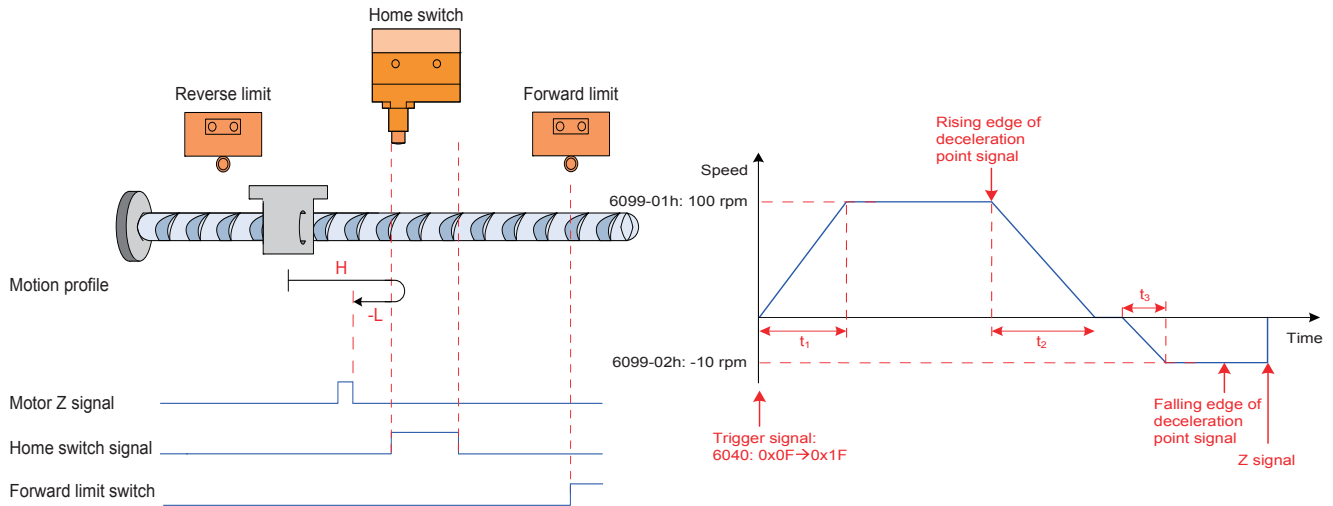 Home switch
Reverse limit
Forward limit
H
Motion profile
-L
Motor Z signal
Home switch signal
Forward limit switch
Rising edge of
deceleration
point signal
Speed
6099-01h: 100 rpm
t3
Time
t1
t2
6099-02h: -10 rpm
Falling edge of
deceleration
point signal
Trigger signal:
6040: 0x0F→0x1F
Z signal